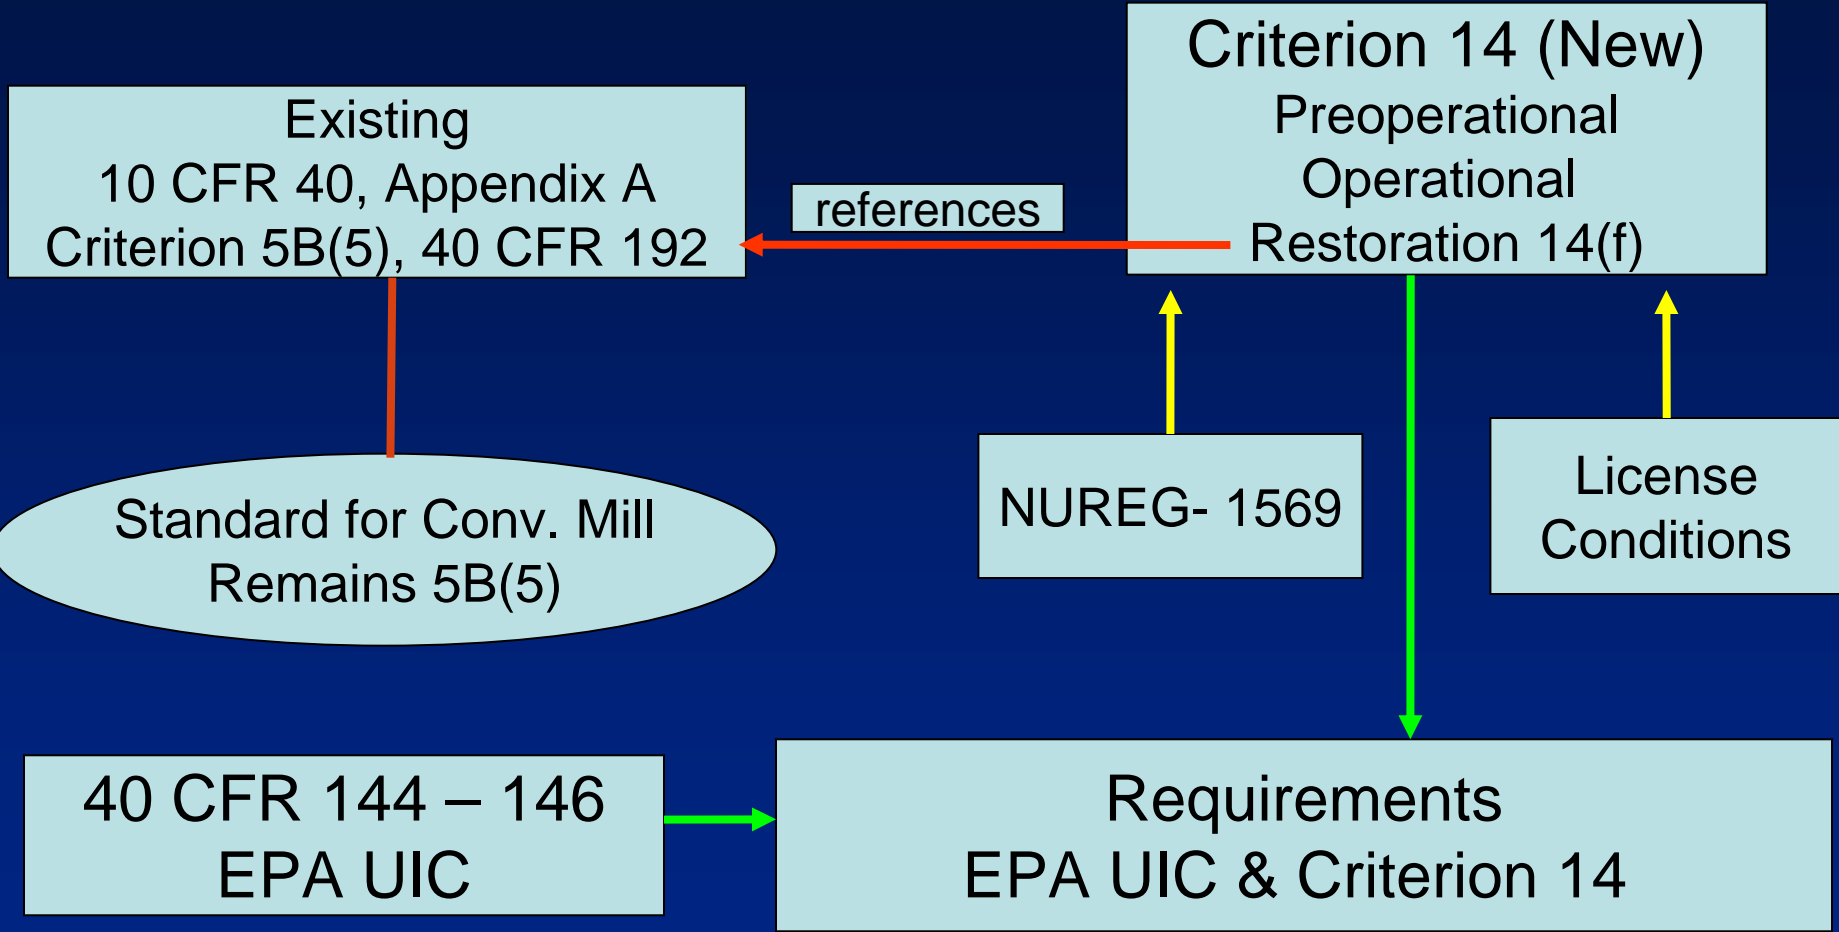 Criterion 14 (New)
Preoperational
Operational
Restoration 14(f)
Existing
10 CFR 40, Appendix A
Criterion 5B(5), 40 CFR 192
references
Standard for Conv. Mill
Remains 5B(5)
NUREG- 1569
License
Conditions
40 CFR 144 – 146
EPA UIC
Requirements
EPA UIC & Criterion 14